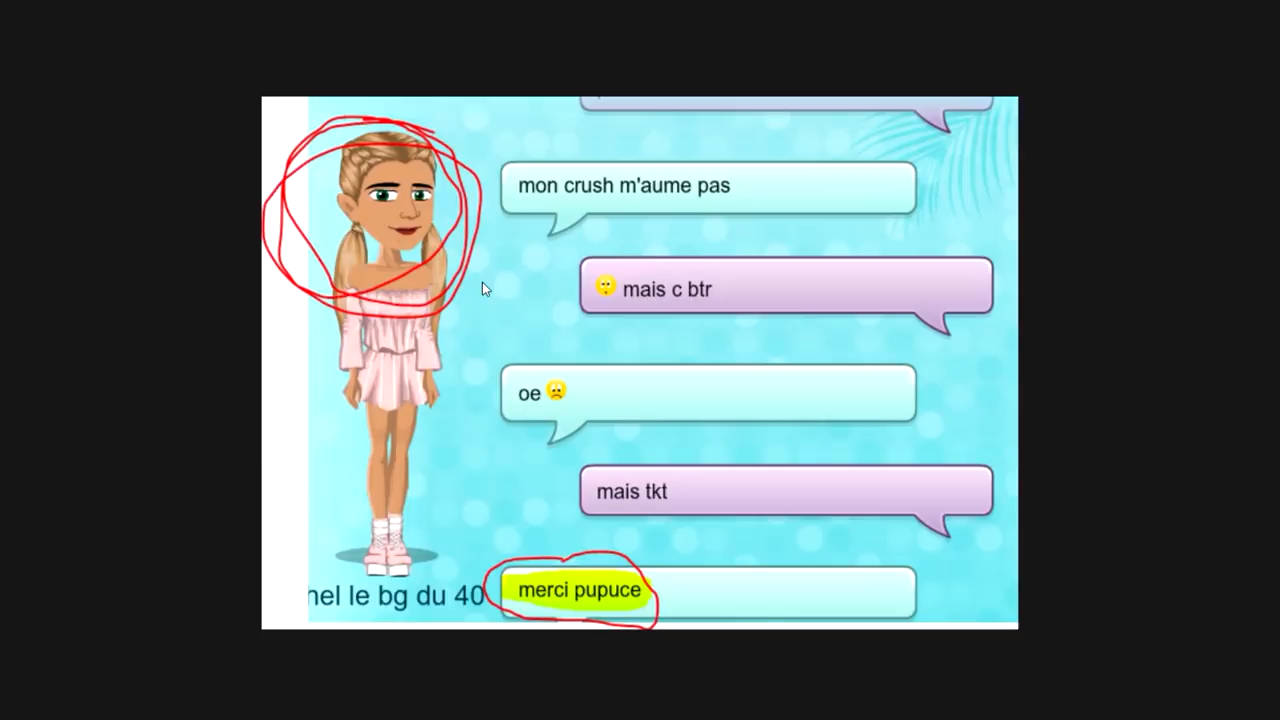 mon crush m'aume pas
mais c btr
oe
mais tkt
merci pupuce
hel le bg du 40